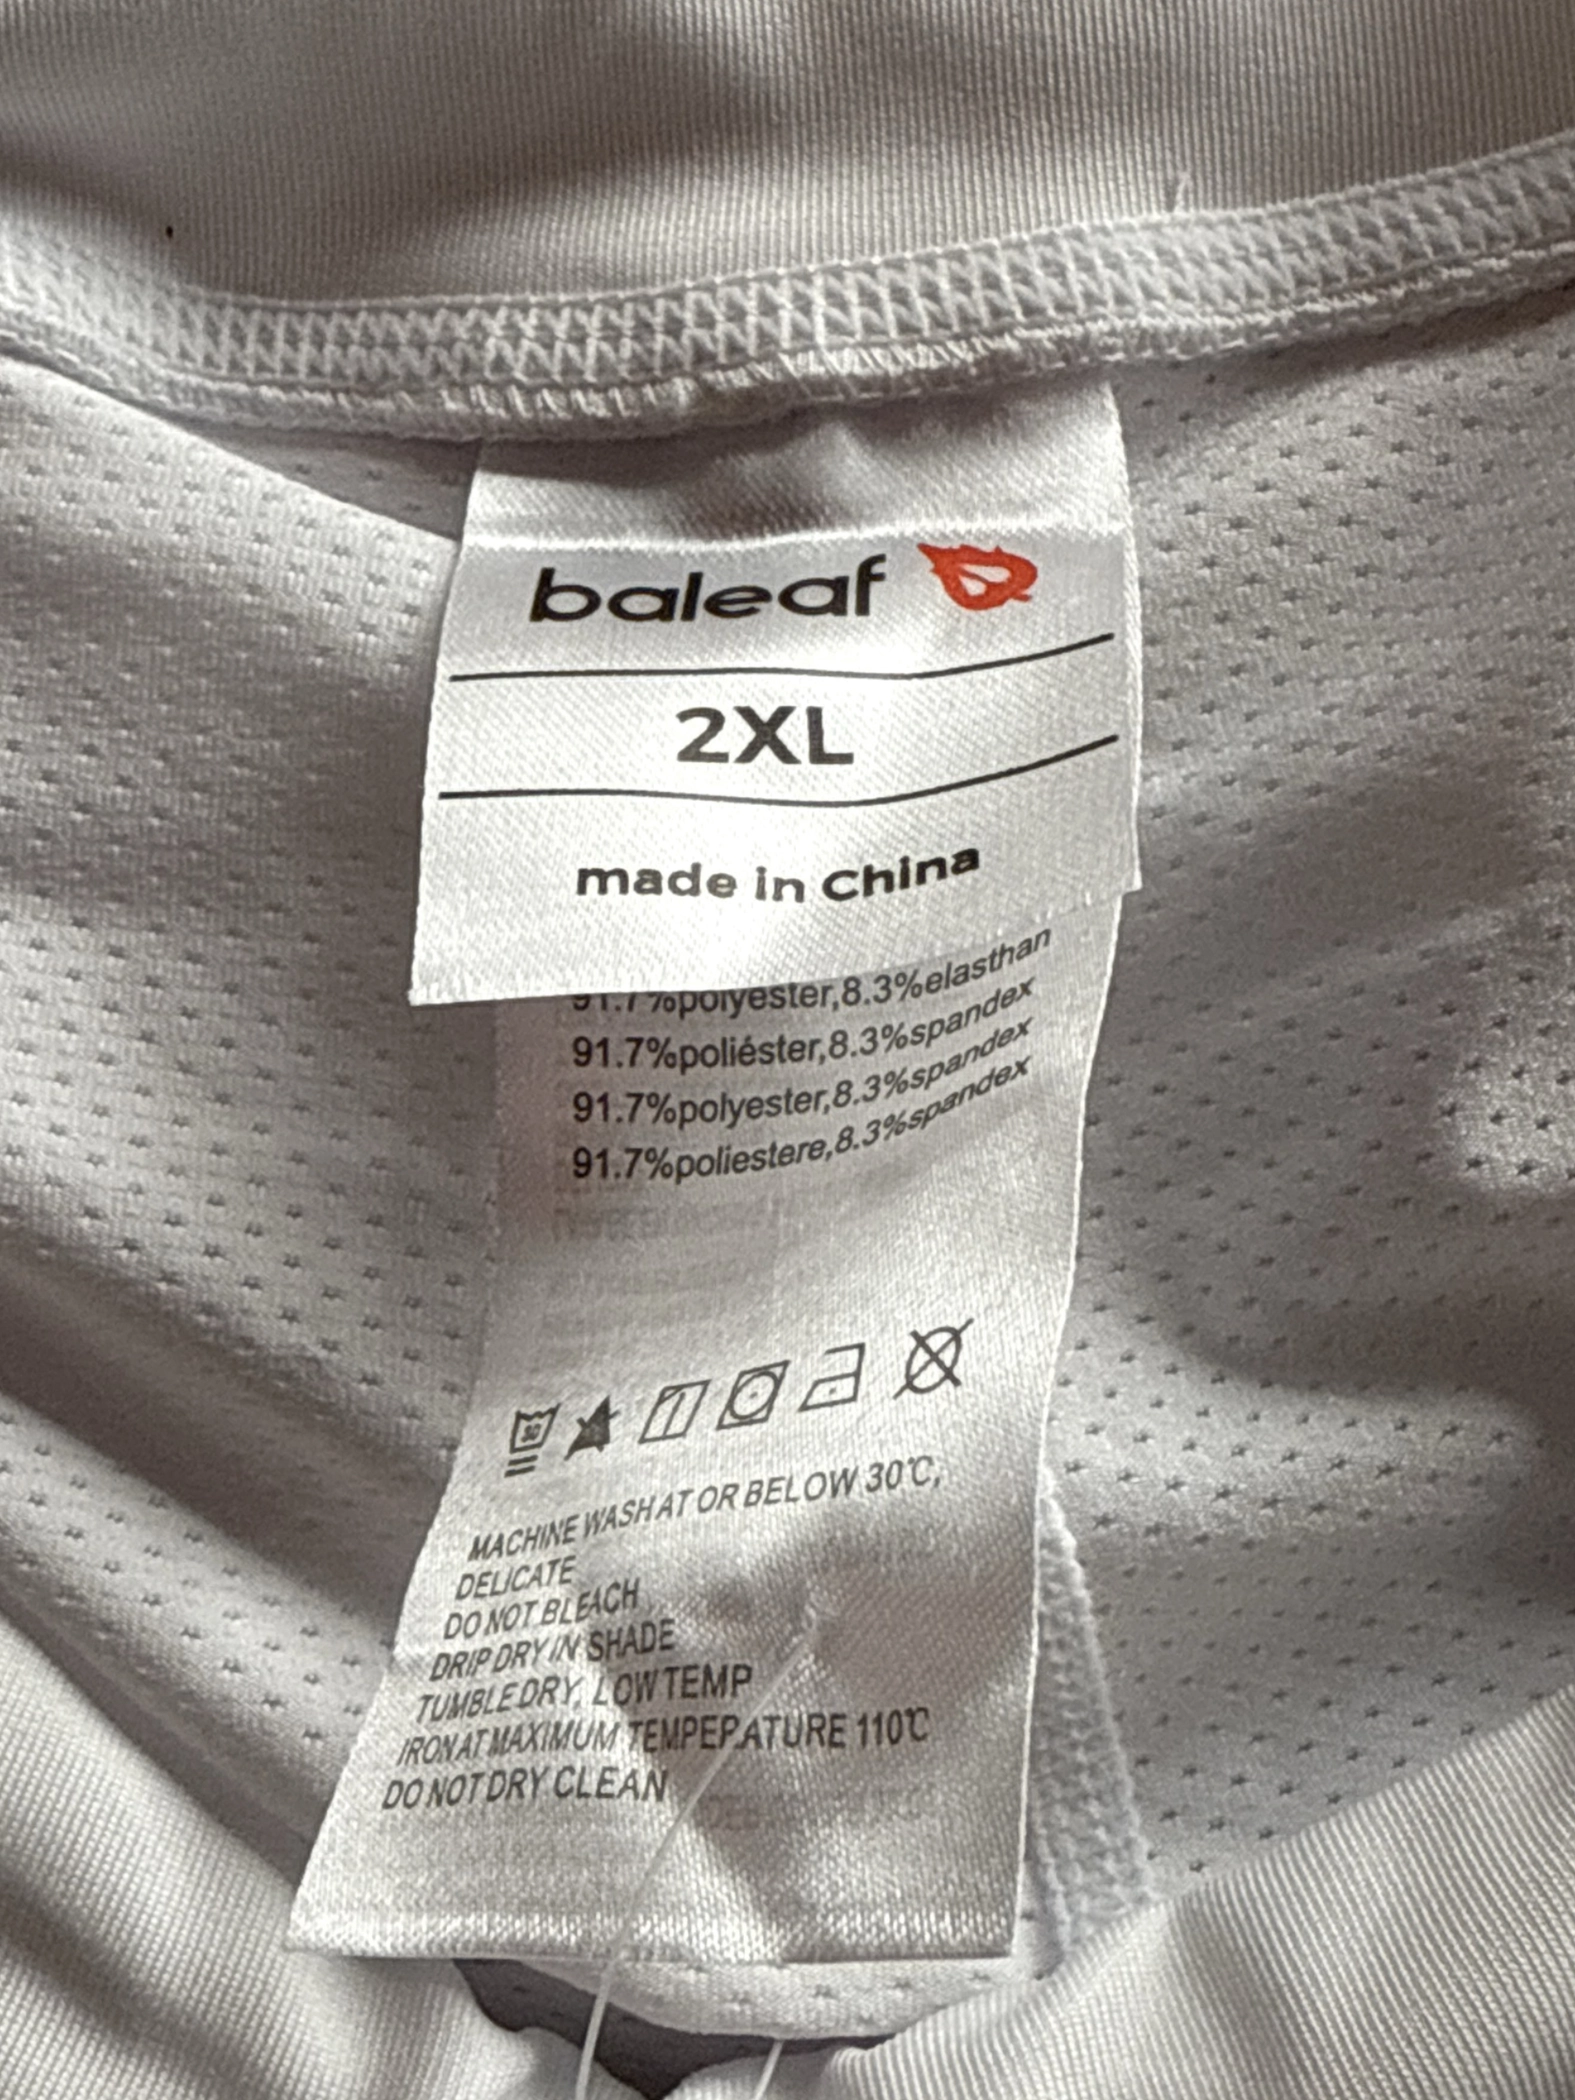 baleaf
2XL
made in China
91.7%polyester,8.3%elasthan
91.7%poliéster,8.3%spandex
91.7%polyester,8.3%spandex
91.7%poliestere,8.3%spandex
30
MACHINE WASH AT OR BELOW 30℃,
DELICATE
DO NOT BLEACH
DRIP DRY IN SHADE
TUMBLE DRY, LOW TEMP
IRON AT MAXIMUM TEMPERATURE 110℃
DO NOT DRY CLEAN